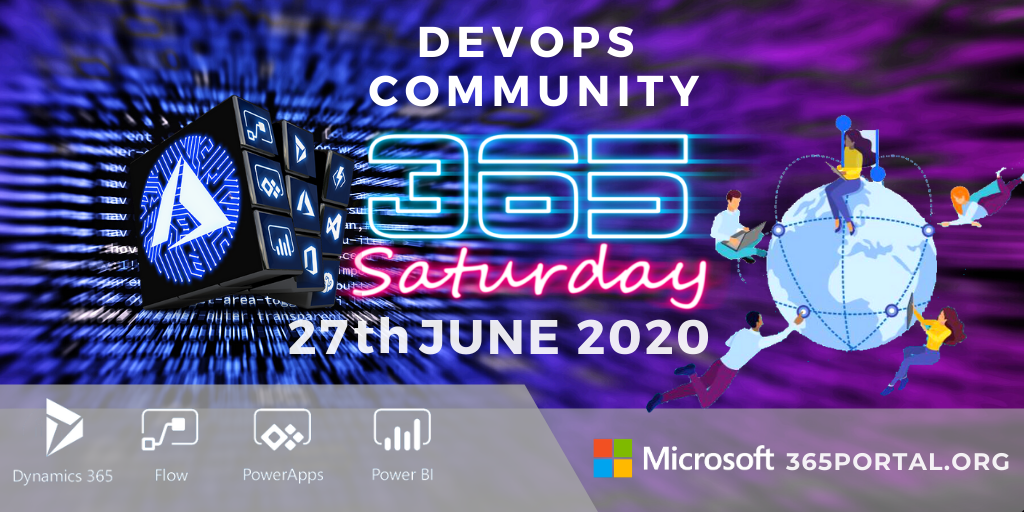 DEVOPS
COMMUNITY
365
Saturday
27th JUNE 2020
Dynamics 365
Flow
PowerApps
Power BI
Microsoft 365PORTAL.ORG